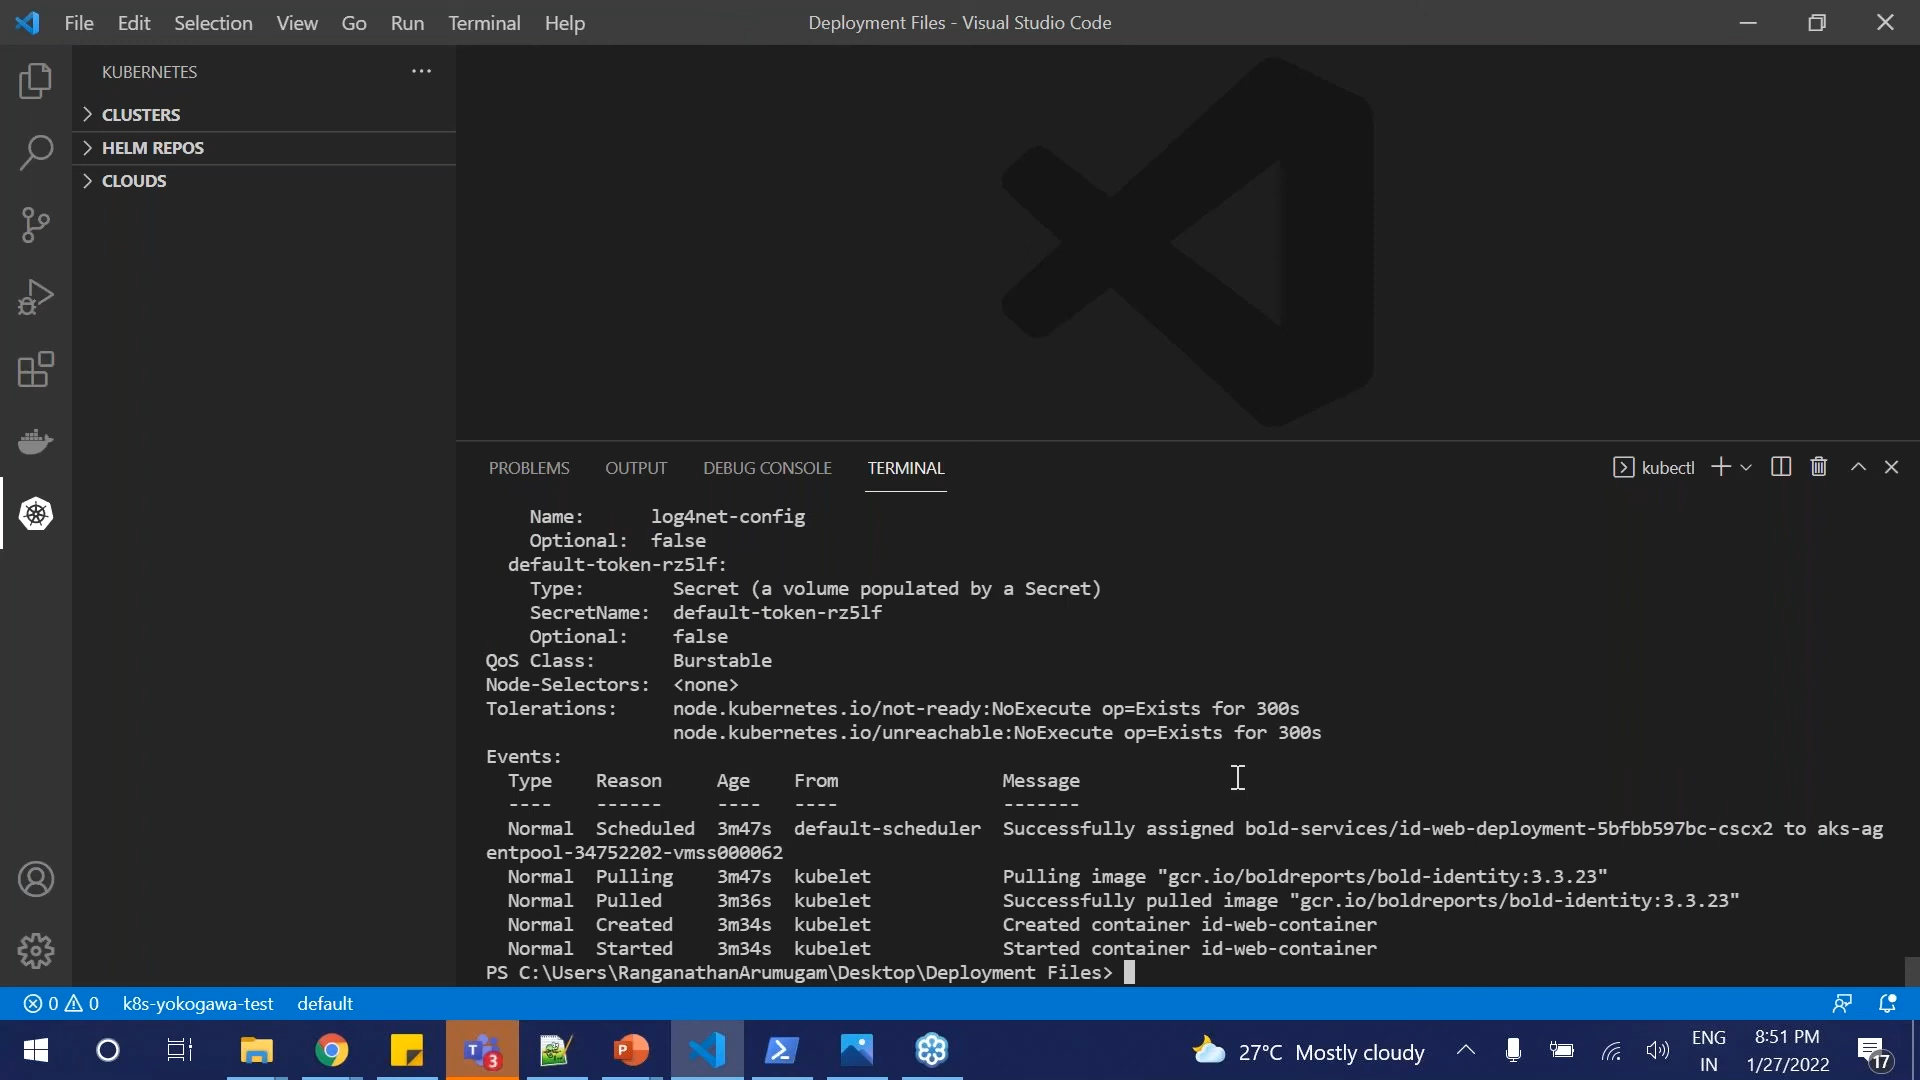 File Edit Selection View Go Run Terminal Help
Deployment Files - Visual Studio Code
KUBERNETES
CLUSTERS
HELM REPOS
CLOUDS
PROBLEMS OUTPUT DEBUG CONSOLE TERMINAL
kubectl
Name: log4net-config
Optional: false
default-token-rz5lf:
Type: Secret (a volume populated by a Secret)
SecretName: default-token-rz5lf
Optional: false
QoS Class: Burstable
Node-Selectors: <none>
Tolerations: node.kubernetes.io/not-ready:NoExecute op=Exists for 300s
node.kubernetes.io/unreachable:NoExecute op=Exists for 300s
Events:
Type Reason Age From Message
---- ------ ---- ---- -------
Normal Scheduled 3m47s default-scheduler Successfully assigned bold-services/id-web-deployment-5bfbb597bc-cscx2 to aks-ag
entpool-34752202-vmss000062
Normal Pulling 3m47s kubelet Pulling image "gcr.io/boldreports/bold-identity:3.3.23"
Normal Pulled 3m36s kubelet Successfully pulled image "gcr.io/boldreports/bold-identity:3.3.23"
Normal Created 3m34s kubelet Created container id-web-container
Normal Started 3m34s kubelet Started container id-web-container
PS C:\Users\RanganathanArumugam\Desktop\Deployment Files>
0 0 k8s-yokogawa-test default
3
27°C Mostly cloudy
ENG
IN
8:51 PM
1/27/2022
17